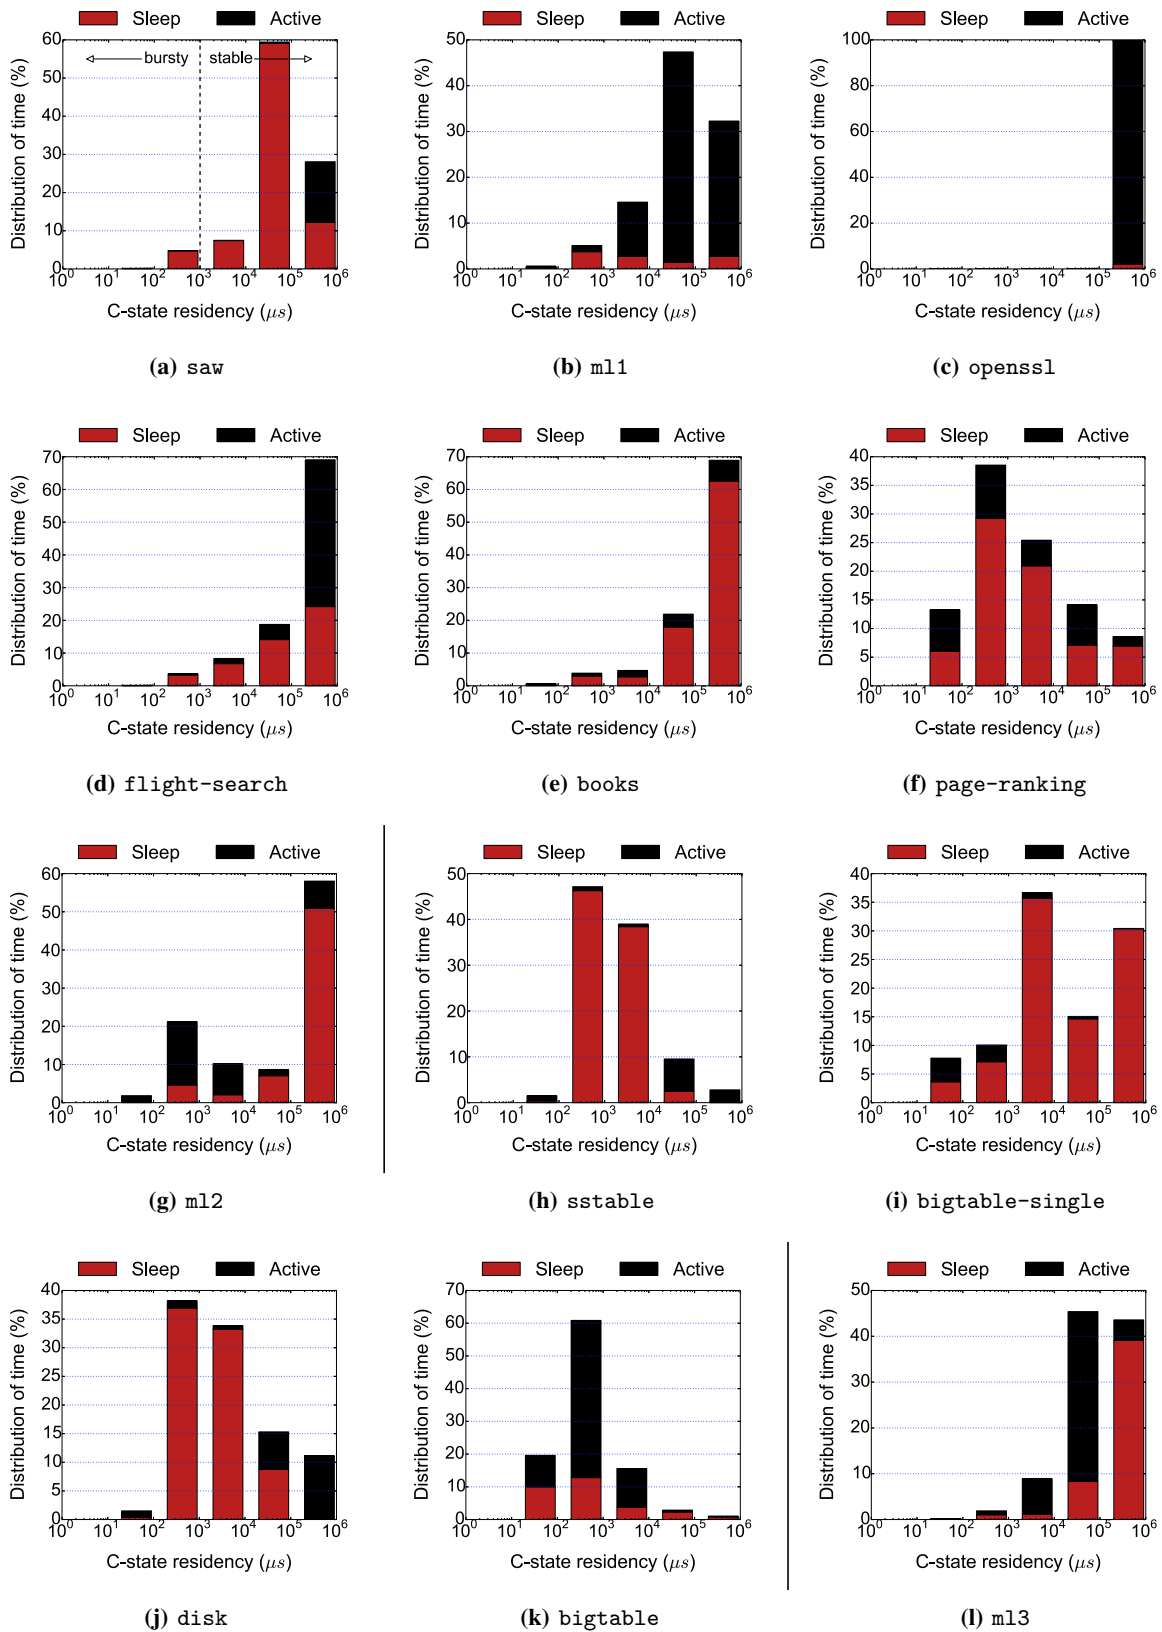 Sleep Active
Sleep Active
Sleep Active
Distribution of time (%)
60
50
40
30
20
10
0
bursty stable
10^0 10^1 10^2 10^3 10^4 10^5 10^6
C-state residency (μs)
Distribution of time (%)
50
40
30
20
10
0
10^0 10^1 10^2 10^3 10^4 10^5 10^6
C-state residency (μs)
Distribution of time (%)
100
80
60
40
20
0
10^0 10^1 10^2 10^3 10^4 10^5 10^6
C-state residency (μs)
(a) saw
(b) ml1
(c) openssl
Sleep Active
Sleep Active
Sleep Active
Distribution of time (%)
70
60
50
40
30
20
10
0
10^0 10^1 10^2 10^3 10^4 10^5 10^6
C-state residency (μs)
Distribution of time (%)
70
60
50
40
30
20
10
0
10^0 10^1 10^2 10^3 10^4 10^5 10^6
C-state residency (μs)
Distribution of time (%)
40
35
30
25
20
15
10
5
0
10^0 10^1 10^2 10^3 10^4 10^5 10^6
C-state residency (μs)
(d) flight-search
(e) books
(f) page-ranking
Sleep Active
Sleep Active
Sleep Active
Distribution of time (%)
60
50
40
30
20
10
0
10^0 10^1 10^2 10^3 10^4 10^5 10^6
C-state residency (μs)
Distribution of time (%)
50
40
30
20
10
0
10^0 10^1 10^2 10^3 10^4 10^5 10^6
C-state residency (μs)
Distribution of time (%)
40
35
30
25
20
15
10
5
0
10^0 10^1 10^2 10^3 10^4 10^5 10^6
C-state residency (μs)
(g) ml2
(h) sstable
(i) bigtable-single
Sleep Active
Sleep Active
Sleep Active
Distribution of time (%)
40
35
30
25
20
15
10
5
0
10^0 10^1 10^2 10^3 10^4 10^5 10^6
C-state residency (μs)
Distribution of time (%)
70
60
50
40
30
20
10
0
10^0 10^1 10^2 10^3 10^4 10^5 10^6
C-state residency (μs)
Distribution of time (%)
50
40
30
20
10
0
10^0 10^1 10^2 10^3 10^4 10^5 10^6
C-state residency (μs)
(j) disk
(k) bigtable
(l) ml3